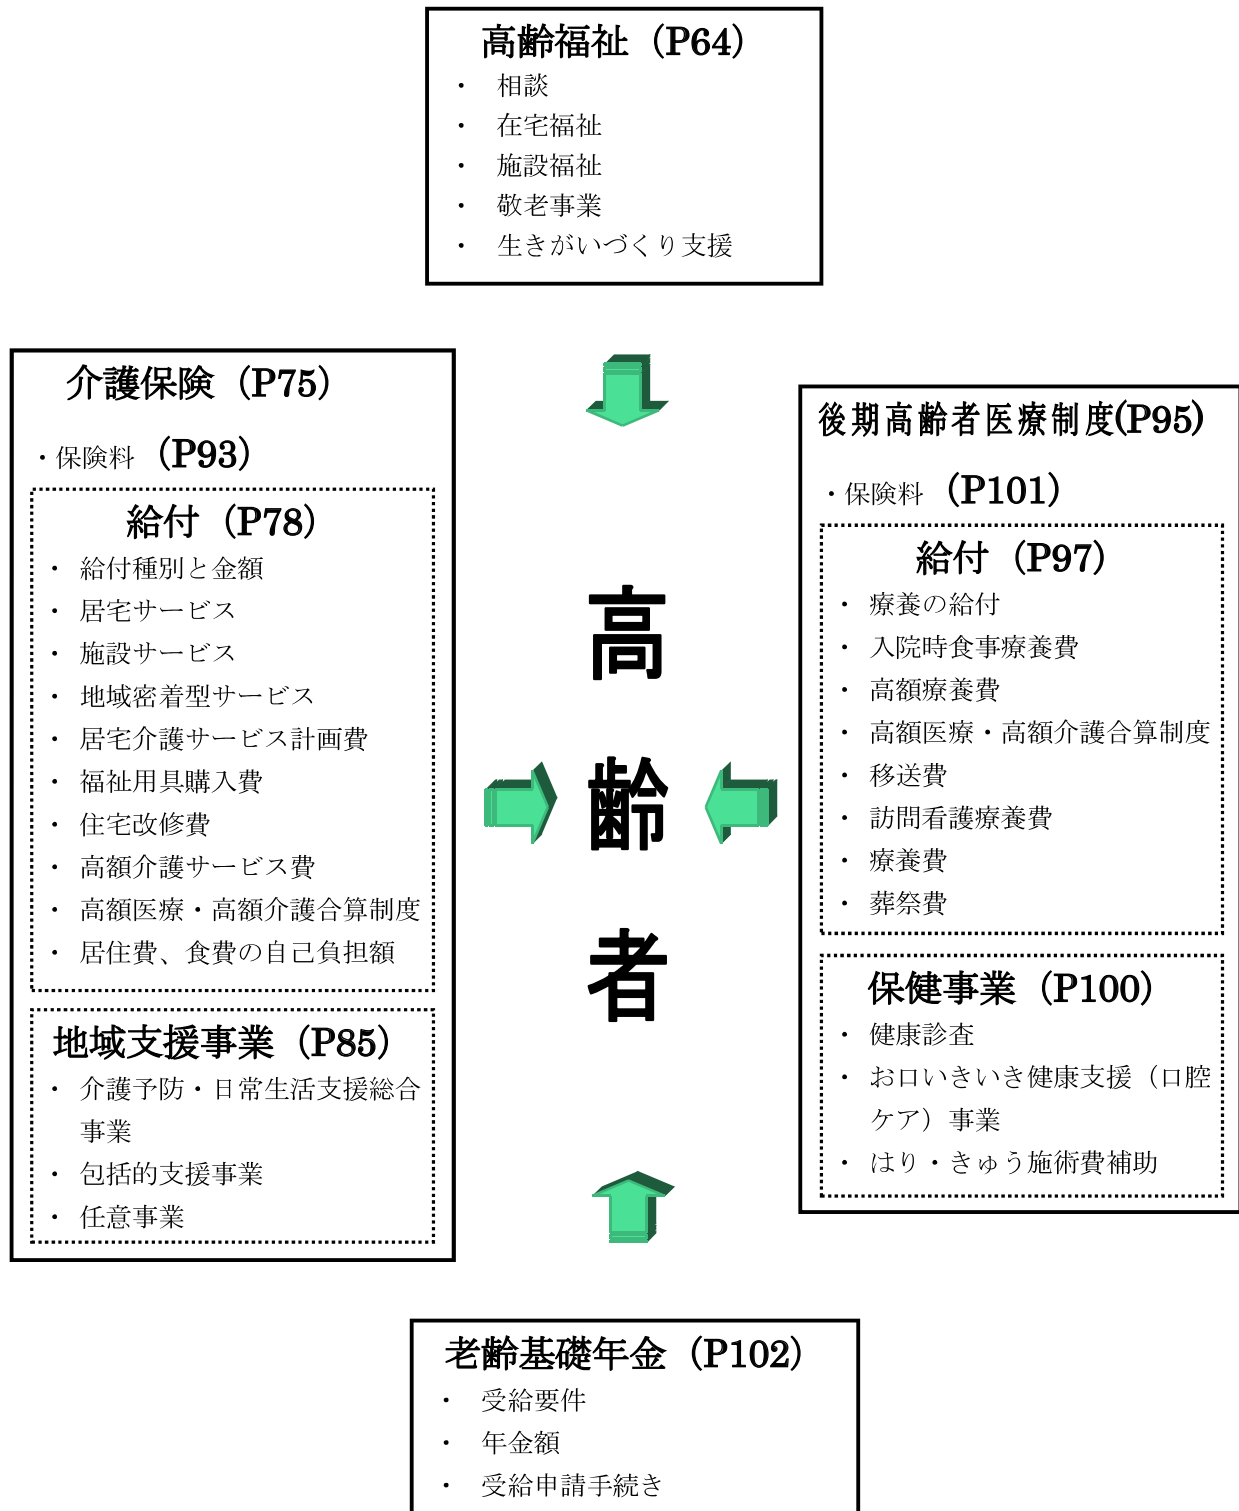 高齢福祉（P64）
・ 相談
・ 在宅福祉
・ 施設福祉
・ 敬老事業
・ 生きがいづくり支援
介護保険（P75）
・保険料（P93）
給付（P78）
・ 給付種別と金額
・ 居宅サービス
・ 施設サービス
・ 地域密着型サービス
・ 居宅介護サービス計画費
・ 福祉用具購入費
・ 住宅改修費
・ 高額介護サービス費
・ 高額医療・高額介護合算制度
・ 居住費、食費の自己負担額
地域支援事業（P85）
・ 介護予防・日常生活支援総合
事業
・ 包括的支援事業
・ 任意事業
高
齢
者
後期高齢者医療制度(P95)
・保険料（P101）
給付（P97）
・ 療養の給付
・ 入院時食事療養費
・ 高額療養費
・ 高額医療・高額介護合算制度
・ 移送費
・ 訪問看護療養費
・ 療養費
・ 葬祭費
保健事業（P100）
・ 健康診査
・ お口いきいき健康支援（口腔
ケア）事業
・ はり・きゅう施術費補助
老齢基礎年金（P102）
・ 受給要件
・ 年金額
・ 受給申請手続き